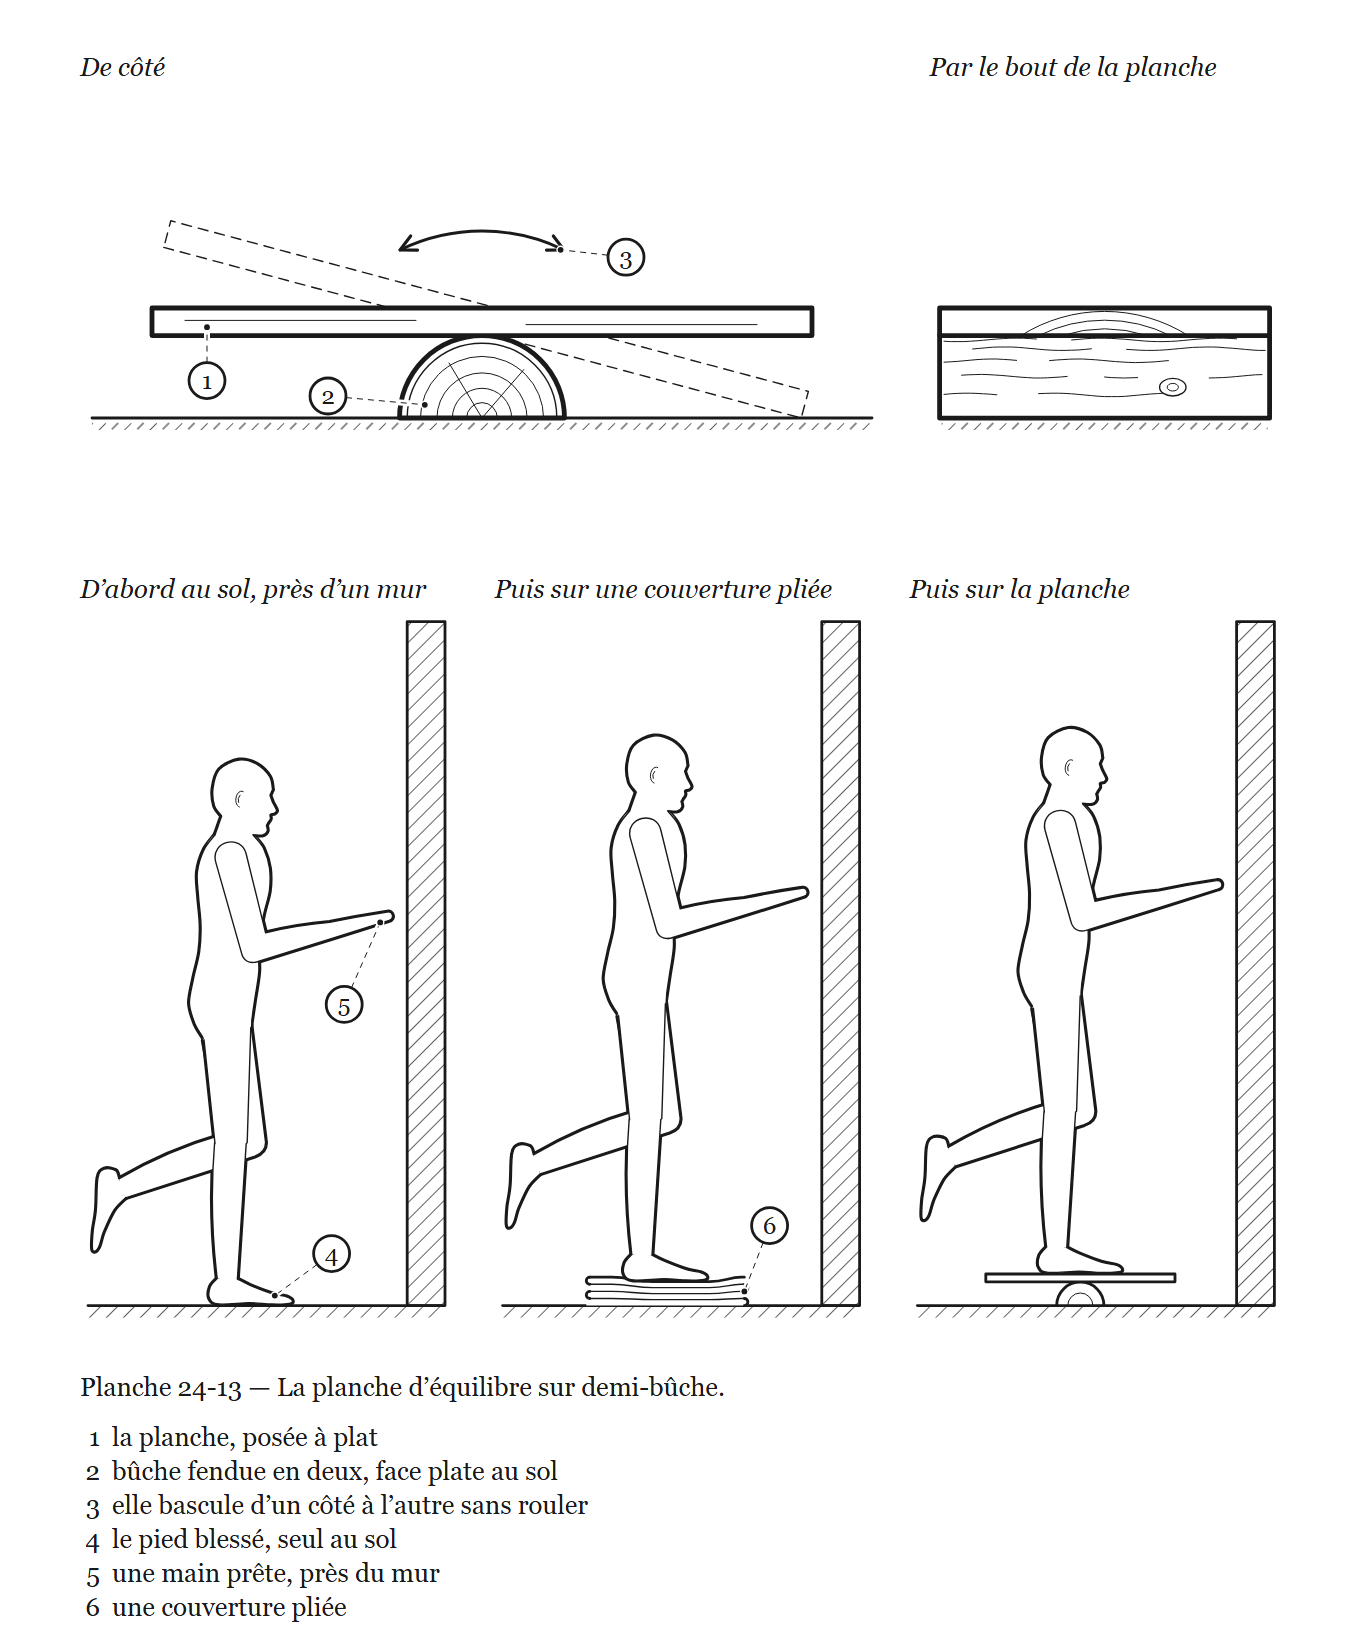 De côté
Par le bout de la planche
3
1
2
D’abord au sol, près d’un mur
Puis sur une couverture pliée
Puis sur la planche
5
6
4
Planche 24-13 — La planche d’équilibre sur demi-bûche.
1 la planche, posée à plat
2 bûche fendue en deux, face plate au sol
3 elle bascule d’un côté à l’autre sans rouler
4 le pied blessé, seul au sol
5 une main prête, près du mur
6 une couverture pliée